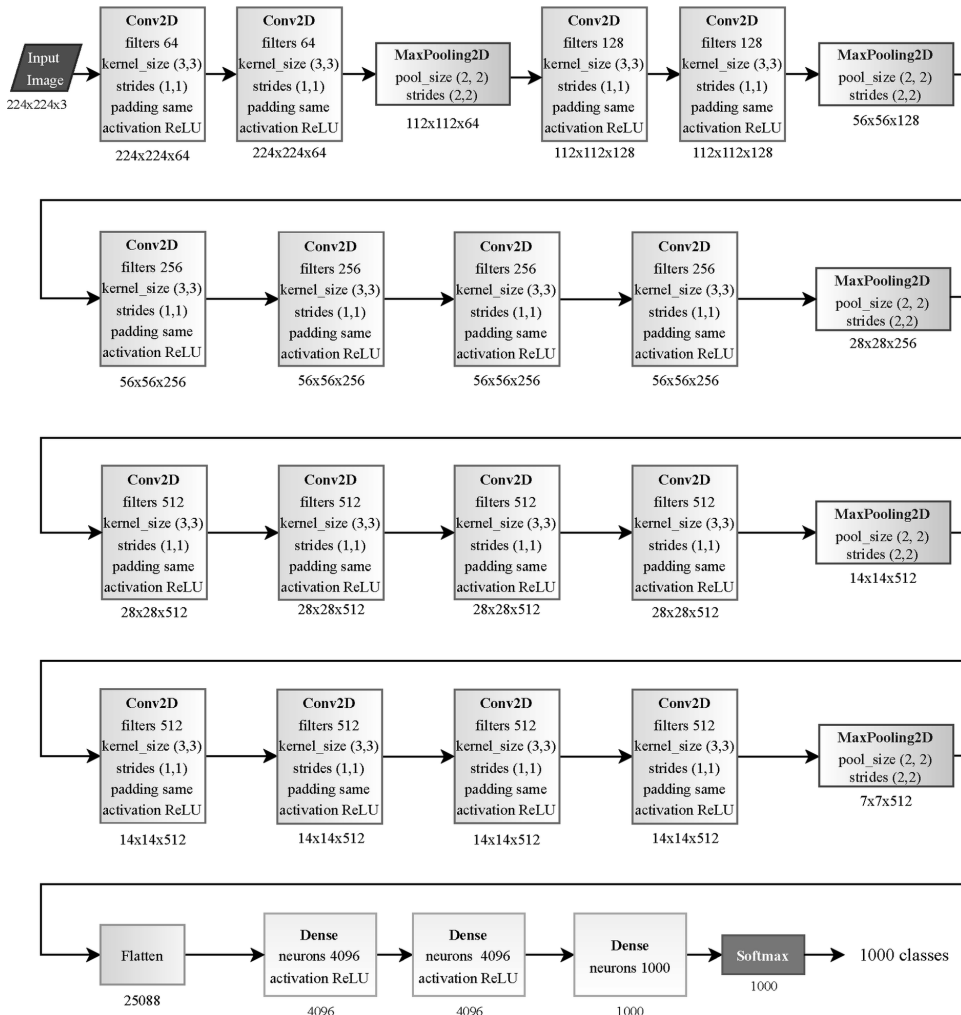 Input
Image
224x224x3
Conv2D
filters 64
kernel_size (3,3)
strides (1,1)
padding same
activation ReLU
224x224x64
Conv2D
filters 64
kernel_size (3,3)
strides (1,1)
padding same
activation ReLU
224x224x64
MaxPooling2D
pool_size (2, 2)
strides (2,2)
112x112x64
Conv2D
filters 128
kernel_size (3,3)
strides (1,1)
padding same
activation ReLU
112x112x128
Conv2D
filters 128
kernel_size (3,3)
strides (1,1)
padding same
activation ReLU
112x112x128
MaxPooling2D
pool_size (2, 2)
strides (2,2)
56x56x128
Conv2D
filters 256
kernel_size (3,3)
strides (1,1)
padding same
activation ReLU
56x56x256
Conv2D
filters 256
kernel_size (3,3)
strides (1,1)
padding same
activation ReLU
56x56x256
Conv2D
filters 256
kernel_size (3,3)
strides (1,1)
padding same
activation ReLU
56x56x256
Conv2D
filters 256
kernel_size (3,3)
strides (1,1)
padding same
activation ReLU
56x56x256
MaxPooling2D
pool_size (2, 2)
strides (2,2)
28x28x256
Conv2D
filters 512
kernel_size (3,3)
strides (1,1)
padding same
activation ReLU
28x28x512
Conv2D
filters 512
kernel_size (3,3)
strides (1,1)
padding same
activation ReLU
28x28x512
Conv2D
filters 512
kernel_size (3,3)
strides (1,1)
padding same
activation ReLU
28x28x512
Conv2D
filters 512
kernel_size (3,3)
strides (1,1)
padding same
activation ReLU
28x28x512
MaxPooling2D
pool_size (2, 2)
strides (2,2)
14x14x512
Conv2D
filters 512
kernel_size (3,3)
strides (1,1)
padding same
activation ReLU
14x14x512
Conv2D
filters 512
kernel_size (3,3)
strides (1,1)
padding same
activation ReLU
14x14x512
Conv2D
filters 512
kernel_size (3,3)
strides (1,1)
padding same
activation ReLU
14x14x512
Conv2D
filters 512
kernel_size (3,3)
strides (1,1)
padding same
activation ReLU
14x14x512
MaxPooling2D
pool_size (2, 2)
strides (2,2)
7x7x512
Flatten
25088
Dense
neurons 4096
activation ReLU
4096
Dense
neurons 4096
activation ReLU
4096
Dense
neurons 1000
1000
Softmax
1000
1000 classes